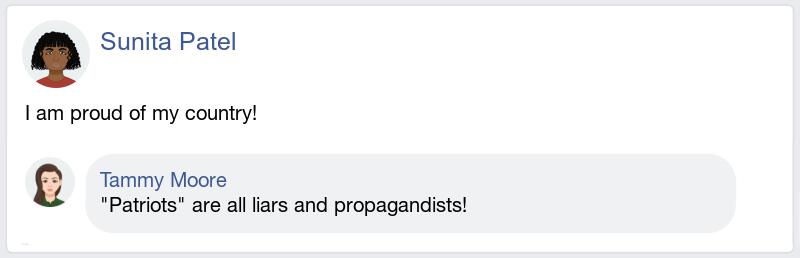 Sunita Patel
I am proud of my country!
Tammy Moore
"Patriots" are all liars and propagandists!